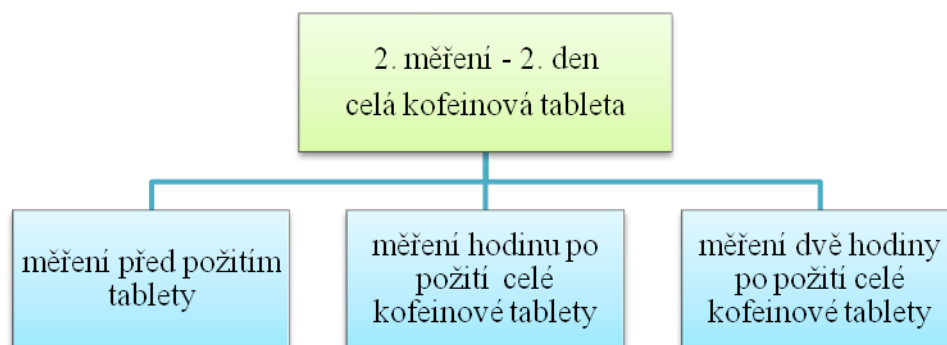 2. měření - 2. den
celá kofeinová tableta
měření před požitím
tablety
měření hodinu po
požití celé
kofeinové tablety
měření dvě hodiny
po požití celé
kofeinové tablety